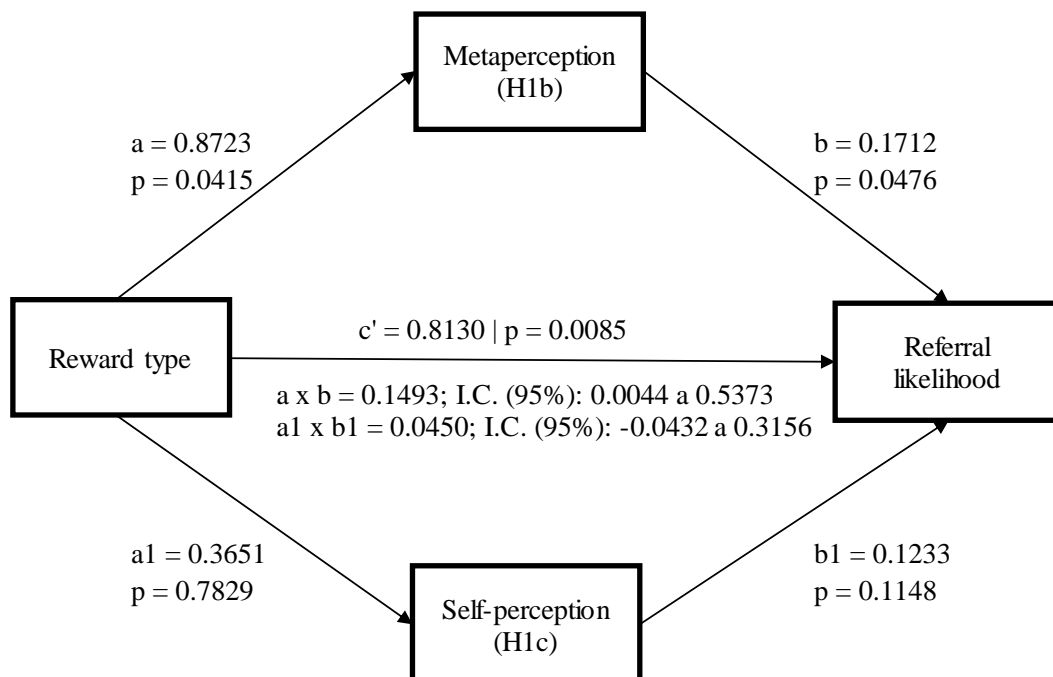 Metaperception
(H1b)
a = 0.8723
p = 0.0415
b = 0.1712
p = 0.0476
Reward type
c' = 0.8130 | p = 0.0085
a x b = 0.1493; I.C. (95%): 0.0044 a 0.5373
a1 x b1 = 0.0450; I.C. (95%): -0.0432 a 0.3156
Referral
likelihood
a1 = 0.3651
p = 0.7829
b1 = 0.1233
p = 0.1148
Self-perception
(H1c)